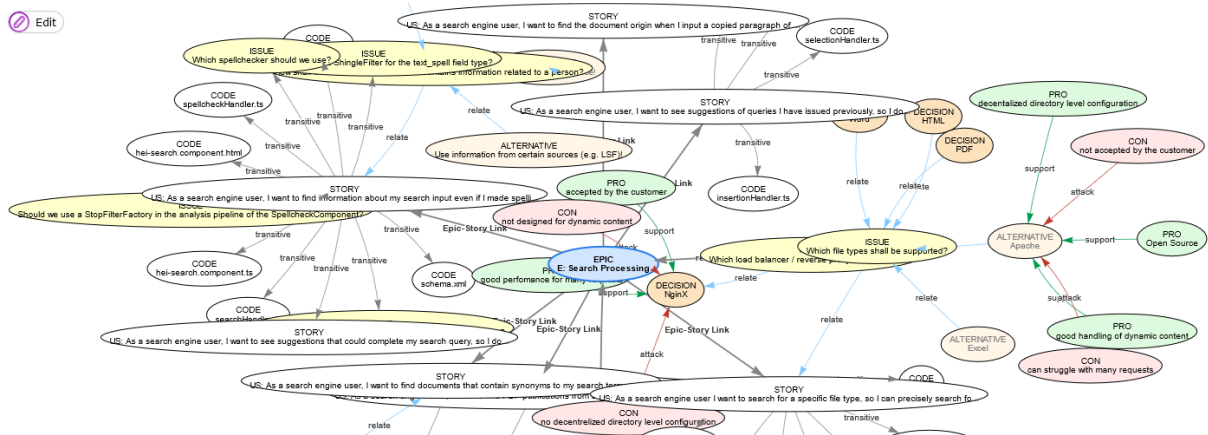 Edit
STORY
US: As a search engine user, I want to find the document origin when I input a copied paragraph of...
CODE
ISSUE
Which spellchecker should we use?
ISSUE
ShingleFilter for the text_spell field type?
information related to a person?
transitive
transitive
CODE
selectionHandler.ts
transitive
CODE
spellcheckHandler.ts
transitive
transitive
transitive
relate
relate
STORY
US: As a search engine user, I want to see suggestions of queries I have issued previously, so I do...
Word
DECISION
HTML
DECISION
PDF
PRO
decentalized directory level configuration
CODE
hei-search.component.html
transitive
ALTERNATIVE
Use information from certain sources (e.g. LSF)!
Link
transitive
CON
not accepted by the customer
support
attack
STORY
US: As a search engine user, I want to find information about my search input even if I made spelli
PRO
accepted by the customer
Link
CODE
insertionHandler.ts
relate
relate
ISSUE
Should we use a StopFilterFactory in the analysis pipeline of the SpellcheckComponent?
CON
not designed for dynamic content
Epic-Story Link
support
attack
ISSUE
Which file types shall be supported?
Which load balancer / reverse
ALTERNATIVE
Apache
support
PRO
Open Source
transitive
transitive
CODE
hei-search.component.ts
CODE
schema.xml
EPIC
E: Search Processing
good perfomance for many
DECISION
NginX
support
relate
relate
attack
transitive
transitive
transitive
CODE
searchHandle
Epic-Story Link
Epic-Story Link
Epic-Story Link
relate
PRO
good handling of dynamic content
STORY
US: As a search engine user, I want to see suggestions that could complete my search query, so I do...
ALTERNATIVE
Excel
attack
CON
can struggle with many requests
STORY
US: As a search engine user, I want to find documents that contain synonyms to my search term
STORY
US: As a search engine user, I want to search for a specific file type, so I can precisely search fo...
CODE
publications from
CON
no decentrelized directory level configurtion
transitive
relate